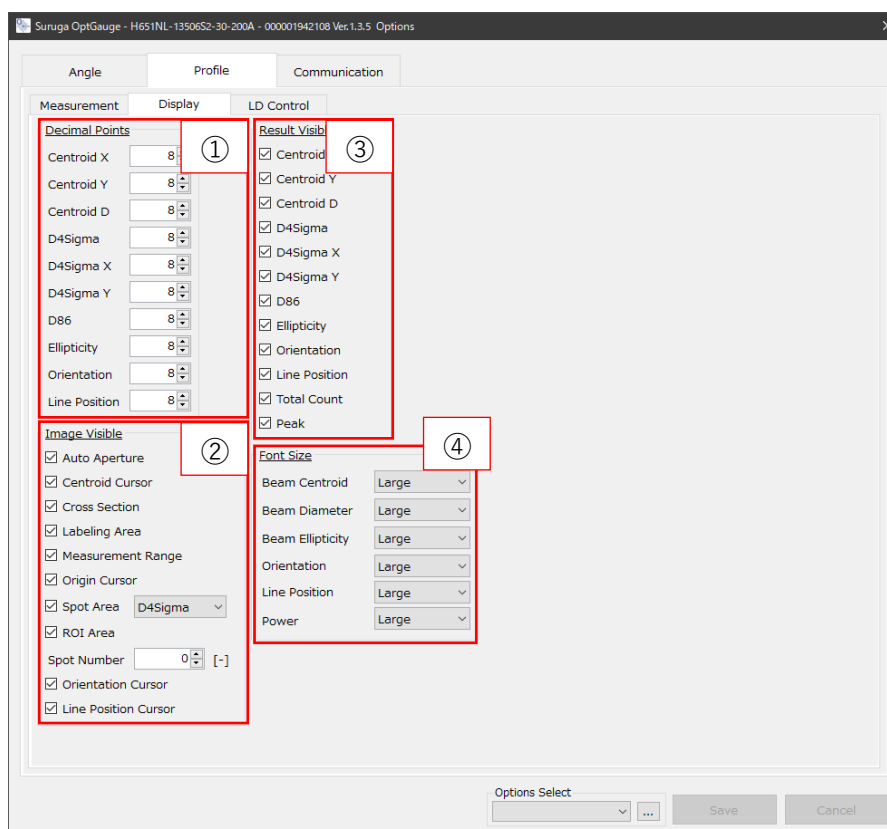 Suruga OptGauge - H651NL-13506S2-30-200A - 000001942108 Ver.1.3.5 Options
Angle Profile Communication
Measurement Display LD Control
Decimal Points
①
Centroid X 8
Centroid Y 8
Centroid D 8
D4Sigma 8
D4Sigma X 8
D4Sigma Y 8
D86 8
Ellipticity 8
Orientation 8
Line Position 8
Image Visible
②
Auto Aperture
Centroid Cursor
Cross Section
Labeling Area
Measurement Range
Origin Cursor
Spot Area D4Sigma
ROI Area
Spot Number 0 [-]
Orientation Cursor
Line Position Cursor
Result Visibl
③
Centroid
Centroid Y
Centroid D
D4Sigma
D4Sigma X
D4Sigma Y
D86
Ellipticity
Orientation
Line Position
Total Count
Peak
Font Size
④
Beam Centroid Large
Beam Diameter Large
Beam Ellipticity Large
Orientation Large
Line Position Large
Power Large
Options Select
... Save Cancel